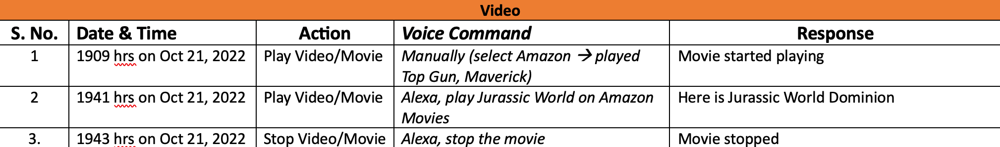 Video
S. No. Date & Time Action Voice Command Response
1 1909 hrs on Oct 21, 2022 Play Video/Movie Manually (select Amazon → played Movie started playing
Top Gun, Maverick)
2 1941 hrs on Oct 21, 2022 Play Video/Movie Alexa, play Jurassic World on Amazon Here is Jurassic World Dominion
Movies
3. 1943 hrs on Oct 21, 2022 Stop Video/Movie Alexa, stop the movie Movie stopped